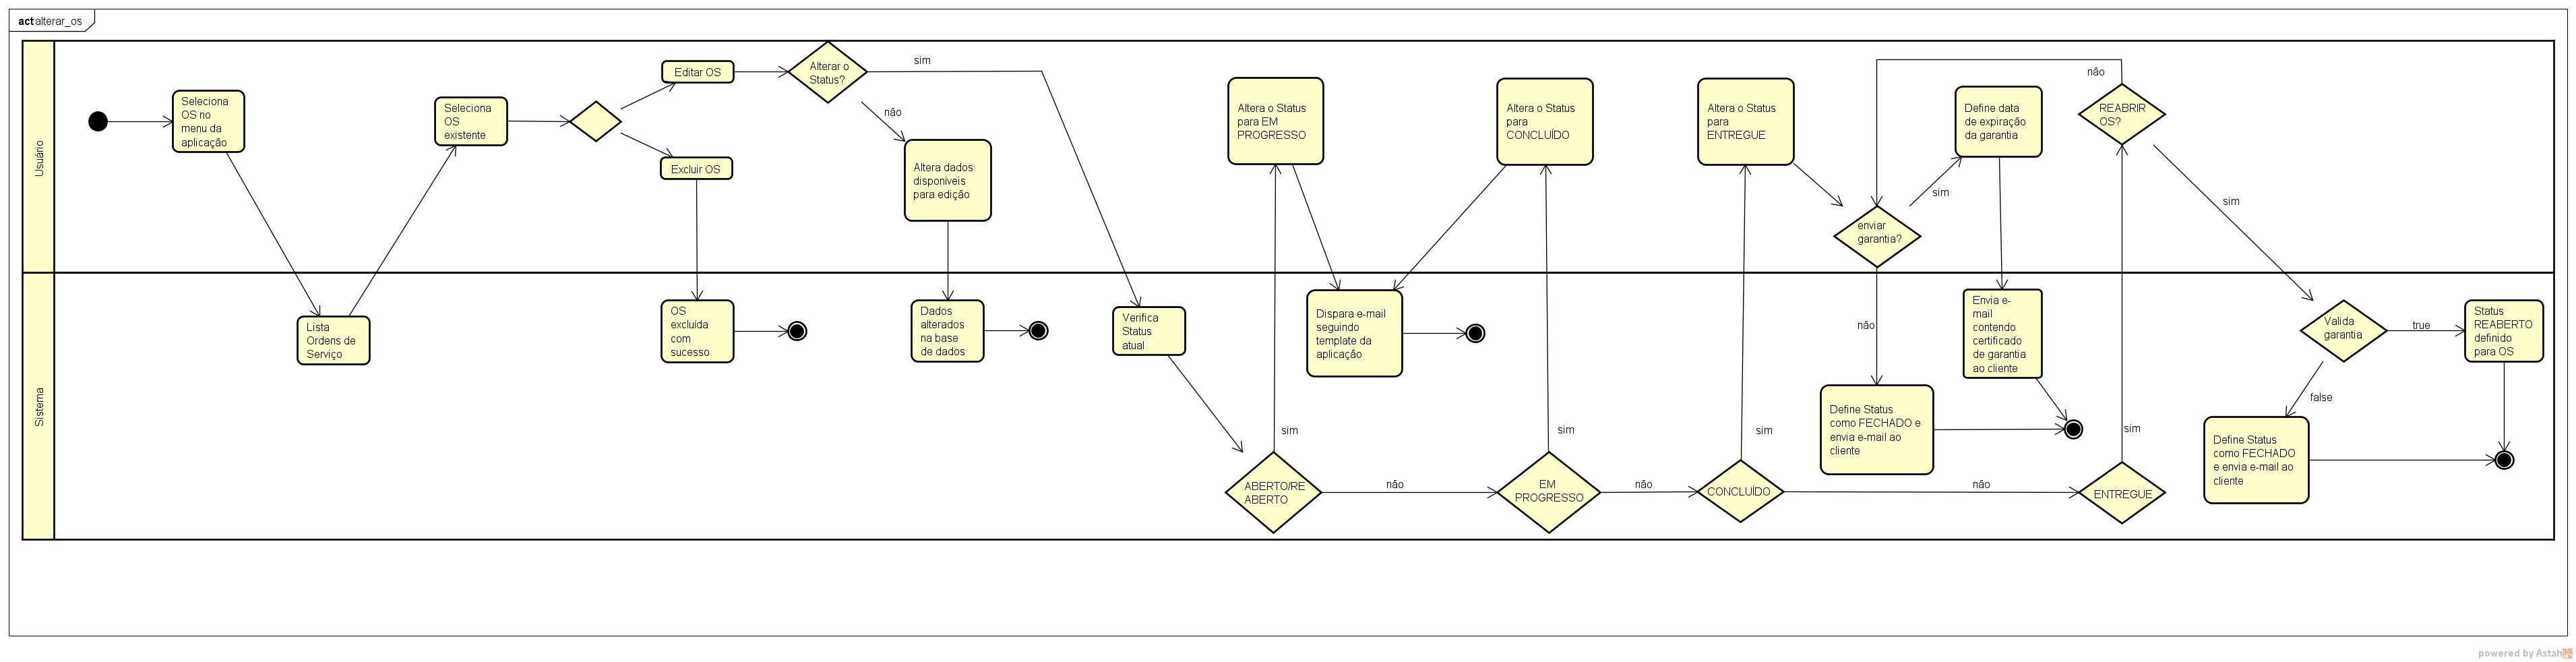 act alterar_os
Usuário
Seleciona
OS no
menu da
aplicação
Seleciona
OS
existente
Editar OS
Excluir OS
Alterar o
Status?
sim
não
Altera dados
disponíveis
para edição
Altera o Status
para EM
PROGRESSO
Altera o Status
para
CONCLUÍDO
Altera o Status
para
ENTREGUE
enviar
garantia?
sim
Define data
de expiração
da garantia
não
REABRIR
OS?
sim
Sistema
Lista
Ordens de
Serviço
OS
excluída
com
sucesso
Dados
alterados
na base
de dados
Verifica
Status
atual
Dispara e-mail
seguindo
template da
aplicação
não
Envia e-
mail
contendo
certificado
de garantia
ao cliente
Valida
garantia
true
Status
REABERTO
definido
para OS
false
Define Status
como FECHADO e
envia e-mail ao
cliente
Define Status
como FECHADO
e envia e-mail ao
cliente
sim
sim
sim
sim
ABERTO/RE
ABERTO
não
EM
PROGRESSO
não
CONCLUÍDO
não
ENTREGUE
powered by Astah